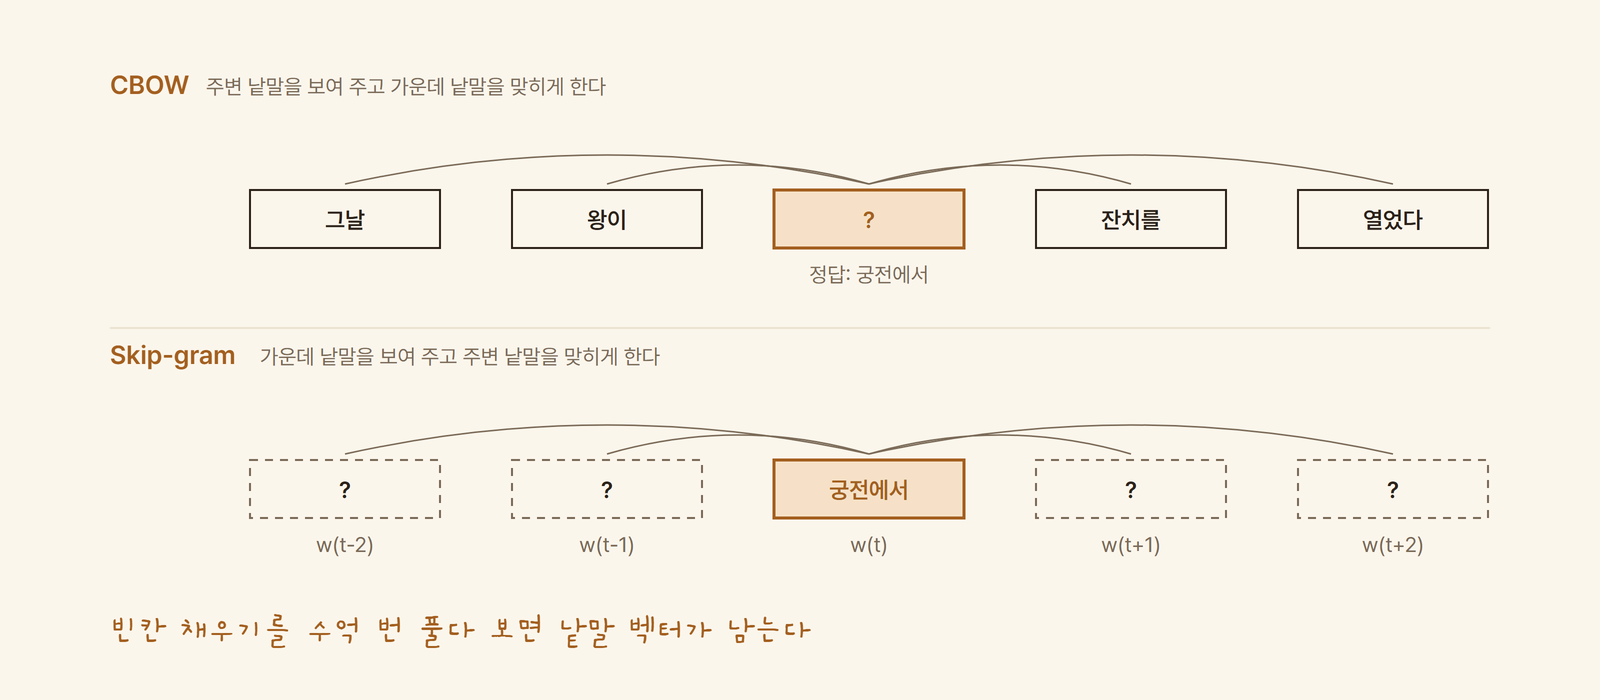 CBOW 주변 낱말을 보여 주고 가운데 낱말을 맞히게 한다
그날 왕이 ? 잔치를 열었다
정답: 궁전에서
Skip-gram 가운데 낱말을 보여 주고 주변 낱말을 맞히게 한다
? ? 궁전에서 ? ?
w(t-2) w(t-1) w(t) w(t+1) w(t+2)
빈칸 채우기를 수억 번 풀다 보면 낱말 벡터가 남는다